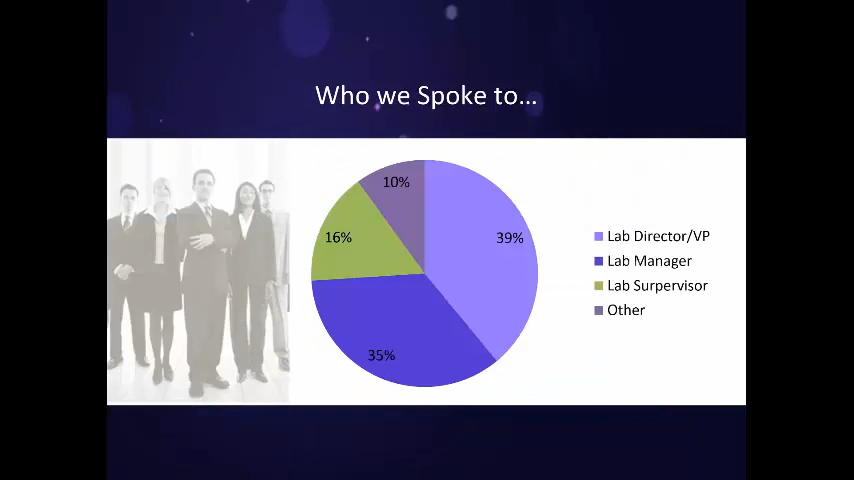 Who we Spoke to...
10%
39%
16%
35%
Lab Director/VP
Lab Manager
Lab Surpervisor
Other